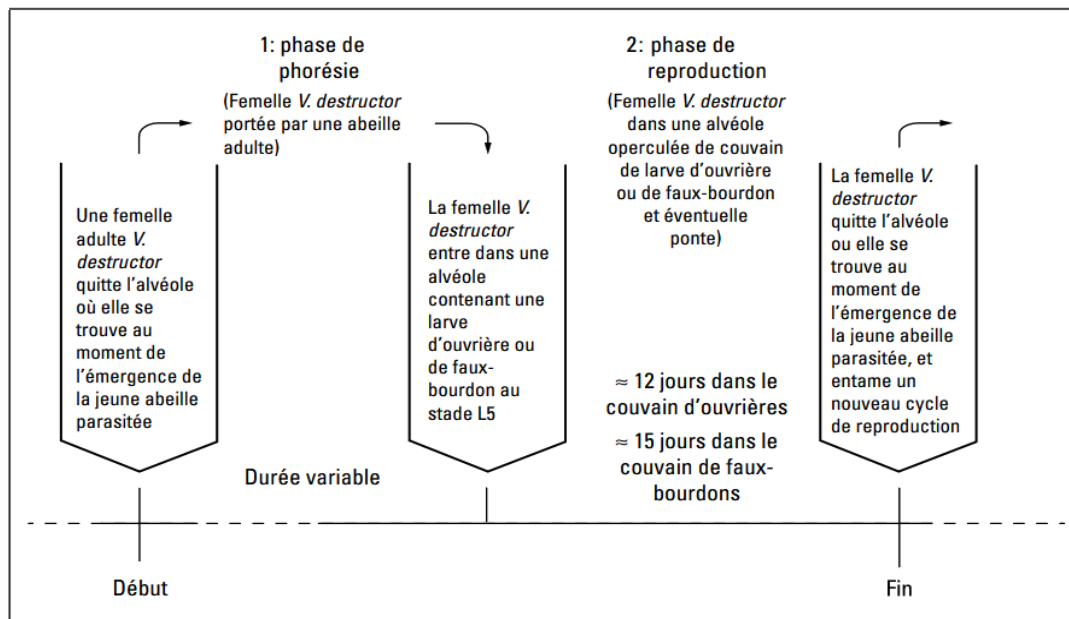 1: phase de
phorésie
(Femelle V. destructor
portée par une abeille
adulte)
2: phase de
reproduction
(Femelle V. destructor
dans une alvéole
operculée de couvain
de larve d'ouvrière
ou de faux-bourdon
et éventuelle
ponte)
Une femelle
adulte V.
destructor
quitte l'alvéole
où elle se
trouve au
moment de
l'émergence de
la jeune abeille
parasitée
La femelle V.
destructor
entre dans une
alvéole
contenant une
larve
d'ouvrière ou
de faux-
bourdon au
stade L5
La femelle V.
destructor
quitte l'alvéole
ou elle se
trouve au
moment de
l'émergence de
la jeune abeille
parasitée, et
entame un
nouveau cycle
de reproduction
≈ 12 jours dans le
couvain d'ouvrières
≈ 15 jours dans le
couvain de faux-
bourdons
Durée variable
Début
Fin